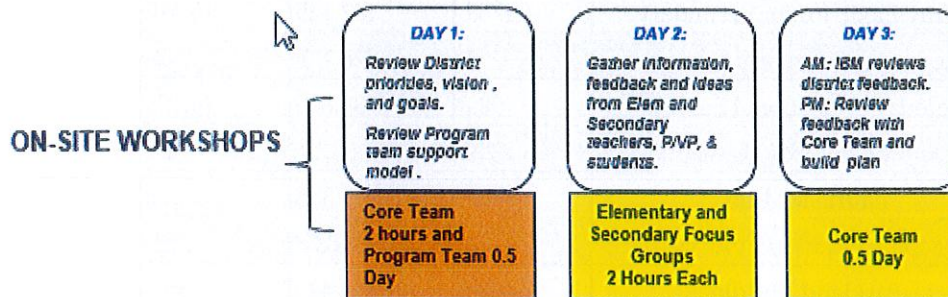 ON-SITE WORKSHOPS
DAY 1:
Review District
priorities, vision ,
and goals.
Review Program
team support
model .
Core Team
2 hours and
Program Team 0.5
Day
DAY 2:
Gather Information,
feedback and ideas
from Elem and
Secondary
teachers, P/VP, &
students.
Elementary and
Secondary Focus
Groups
2 Hours Each
DAY 3:
AM: IBM reviews
district feedback.
PM: Review
feedback with
Core Team and
build plan
Core Team
0.5 Day